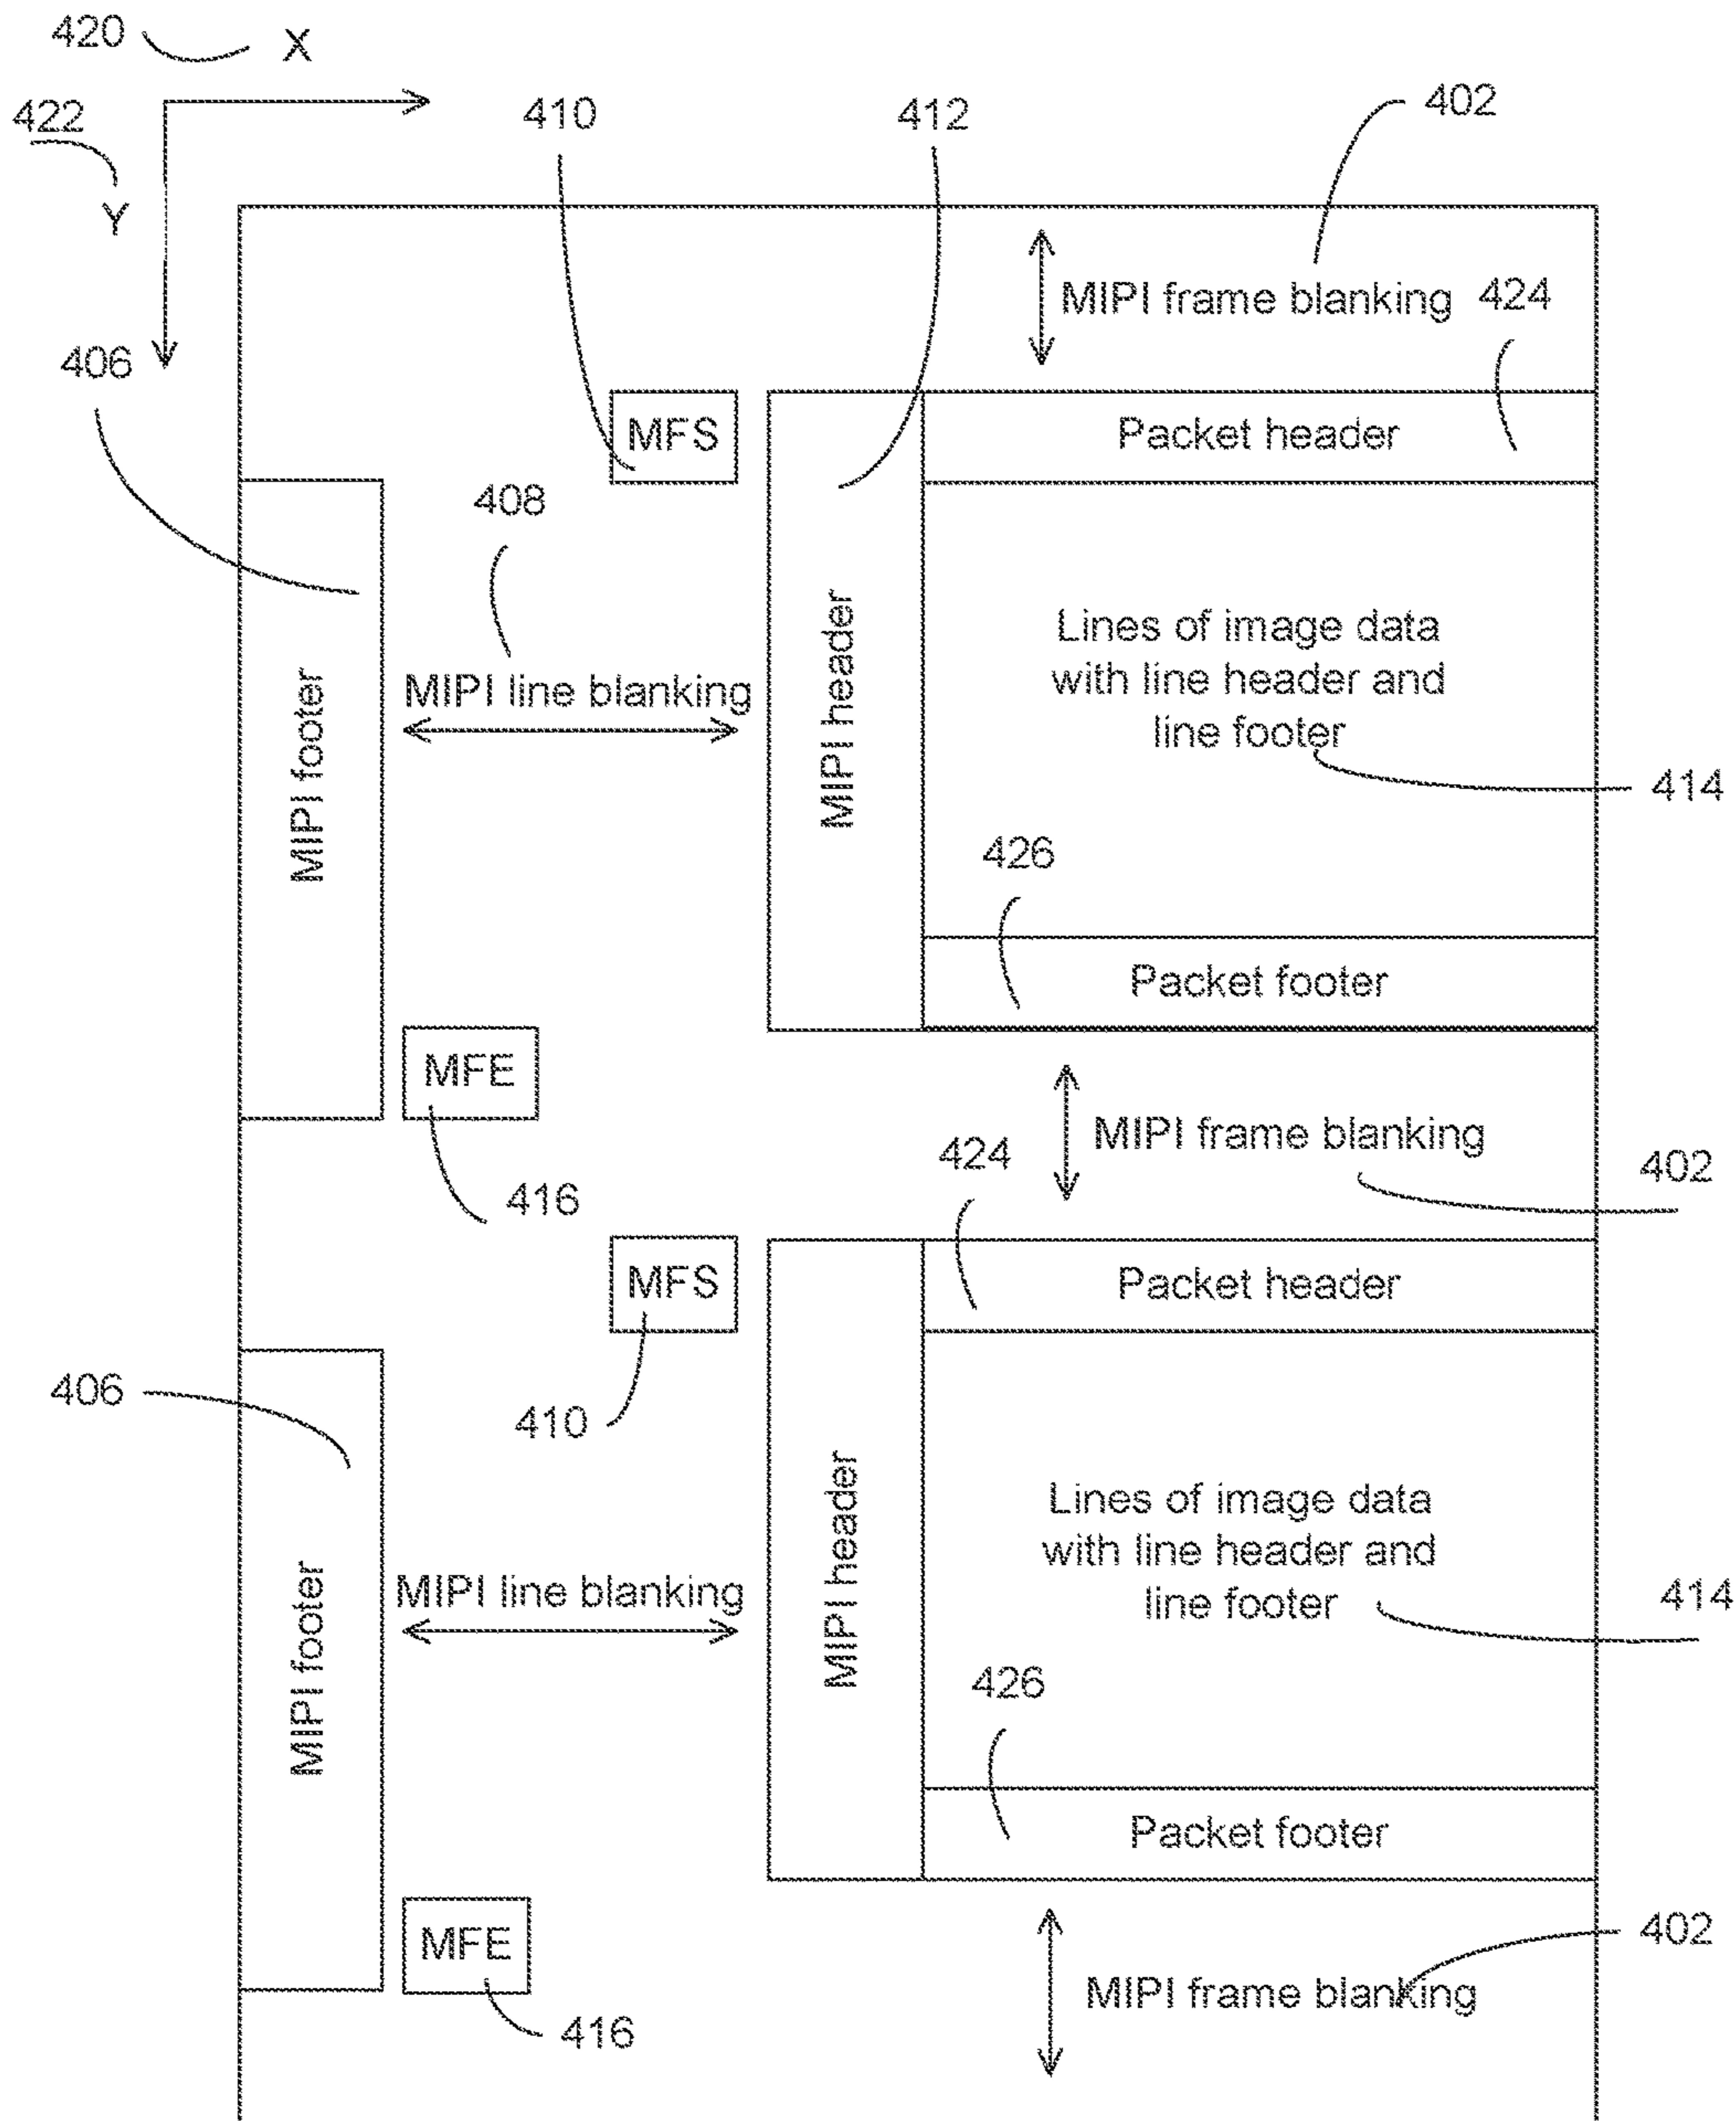 420
X
422
Y
410
412
402
MIPI frame blanking
424
406
MFS
Packet header
408
MIPI line blanking
MIPI footer
MIPI header
Lines of image data
with line header and
line footer
414
426
Packet footer
MFE
416
MIPI frame blanking
402
424
MFS
Packet header
406
410
MIPI footer
MIPI line blanking
MIPI header
Lines of image data
with line header and
line footer
414
426
Packet footer
MFE
416
MIPI frame blanking
402